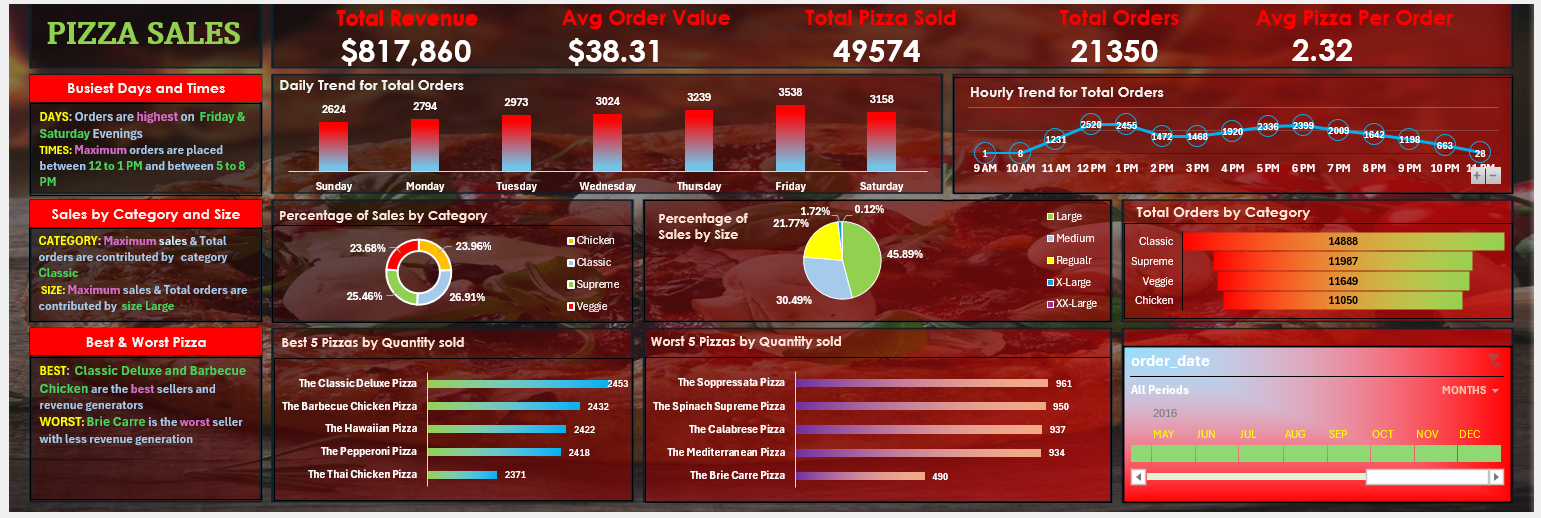 PIZZA SALES
Total Revenue
$817,860
Avg Order Value
$38.31
Total Pizza Sold
49574
Total Orders
21350
Avg Pizza Per Order
2.32
Busiest Days and Times
DAYS: Orders are highest on Friday &
Saturday Evenings
TIMES: Maximum orders are placed
between 12 to 1 PM and between 5 to 8
PM
Daily Trend for Total Orders
2624 2794 2973 3024 3239 3538 3158
Sunday Monday Tuesday Wednesday Thursday Friday Saturday
Hourly Trend for Total Orders
1 8 1231 2520 2455 1472 1468 1920 2336 2399 2009 1642 1198 663 28
9 AM 10 AM 11 AM 12 PM 1 PM 2 PM 3 PM 4 PM 5 PM 6 PM 7 PM 8 PM 9 PM 10 PM 11 PM
+ −
Sales by Category and Size
CATEGORY: Maximum sales & Total
orders are contributed by category
Classic
SIZE: Maximum sales & Total orders are
contributed by size Large
Percentage of Sales by Category
23.68% 23.96%
25.46% 26.91%
Chicken
Classic
Supreme
Veggie
Percentage of
Sales by Size
1.72% 0.12%
21.77%
45.89%
30.49%
Large
Medium
Regualr
X-Large
XX-Large
Total Orders by Category
Classic 14888
Supreme 11987
Veggie 11649
Chicken 11050
Best & Worst Pizza
BEST: Classic Deluxe and Barbecue
Chicken are the best sellers and
revenue generators
WORST: Brie Carre is the worst seller
with less revenue generation
Best 5 Pizzas by Quantity sold
The Classic Deluxe Pizza 2453
The Barbecue Chicken Pizza 2432
The Hawaiian Pizza 2422
The Pepperoni Pizza 2418
The Thai Chicken Pizza 2371
Worst 5 Pizzas by Quantity sold
The Soppressata Pizza 961
The Spinach Supreme Pizza 950
The Calabrese Pizza 937
The Mediterranean Pizza 934
The Brie Carre Pizza 490
order_date
All Periods MONTHS
2016
MAY JUN JUL AUG SEP OCT NOV DEC